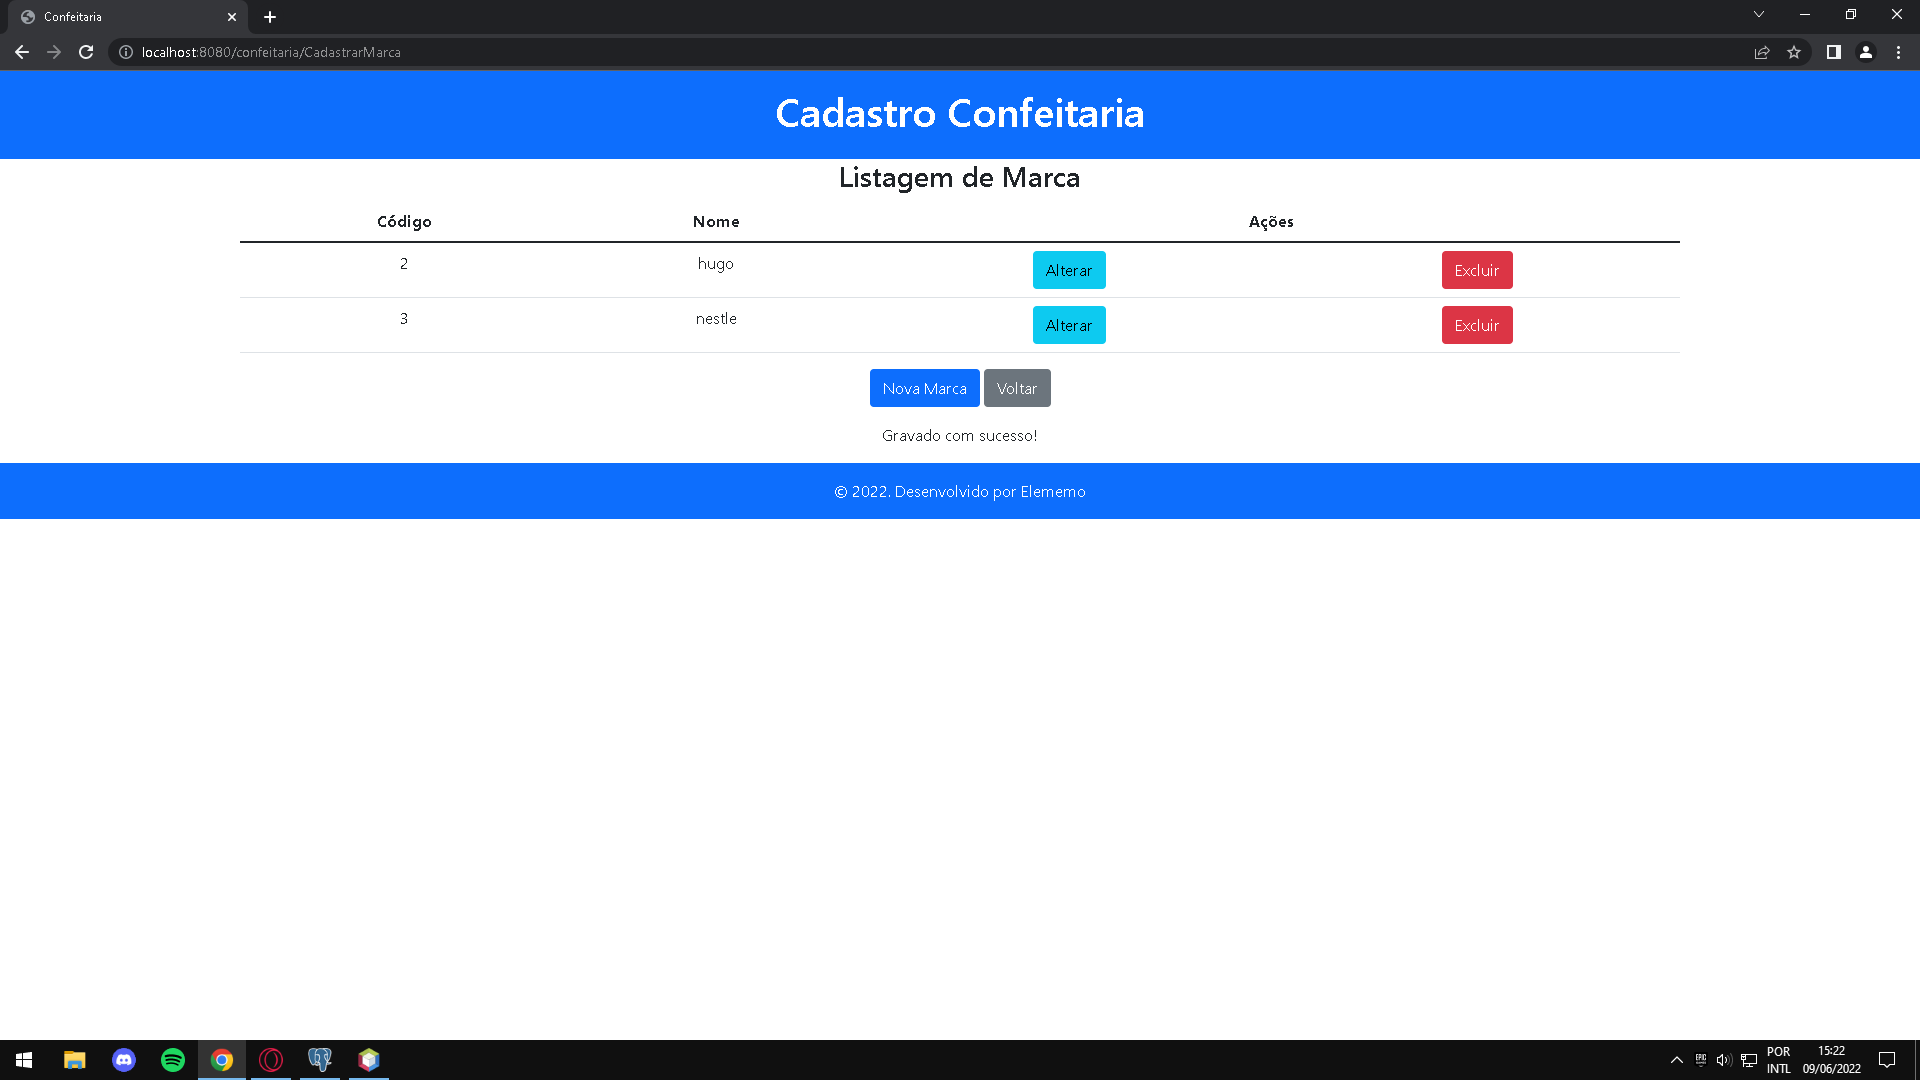 Confeitaria
localhost:8080/confeitaria/CadastrarMarca
Cadastro Confeitaria
Listagem de Marca
Código Nome Ações
2 hugo Alterar Excluir
3 nestle Alterar Excluir
Nova Marca Voltar
Gravado com sucesso!
© 2022. Desenvolvido por Elememo
POR 15:22
INTL 09/06/2022